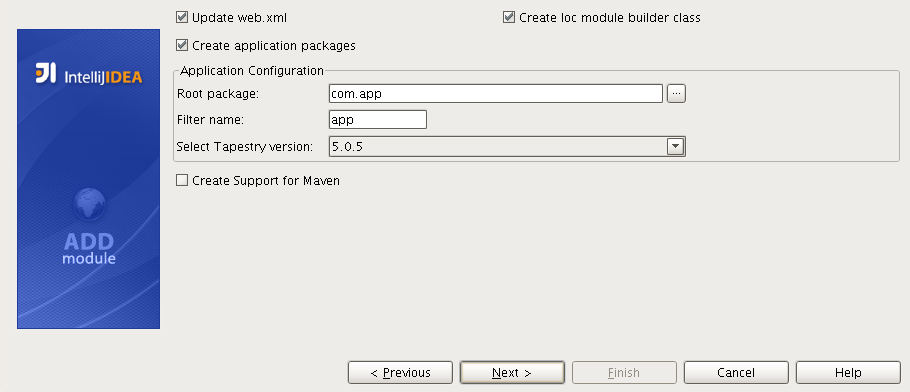 Update web.xml
Create Ioc module builder class
Create application packages
IntelliJIDEA
Application Configuration
Root package:
com.app
...
Filter name:
app
Select Tapestry version:
5.0.5
Create Support for Maven
ADD
module
< Previous
Next >
Finish
Cancel
Help